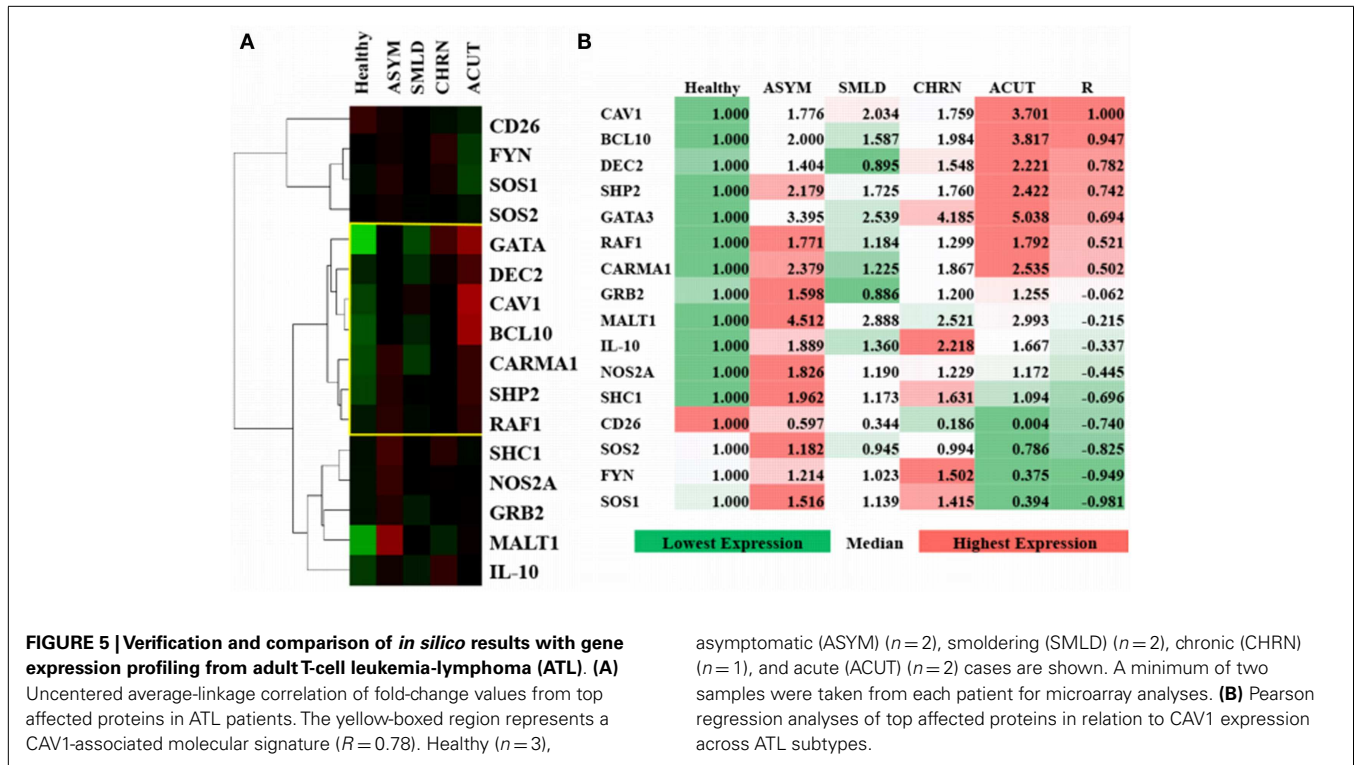 A
B
Healthy ASYM SMLD CHRN ACUT
CD26
FYN
SOS1
SOS2
GATA
DEC2
CAV1
BCL10
CARMA1
SHP2
RAF1
SHC1
NOS2A
GRB2
MALT1
IL-10
Healthy ASYM SMLD CHRN ACUT R
CAV1 1.000 1.776 2.034 1.759 3.701 1.000
BCL10 1.000 2.000 1.587 1.984 3.817 0.947
DEC2 1.000 1.404 0.895 1.548 2.221 0.782
SHP2 1.000 2.179 1.725 1.760 2.422 0.742
GATA3 1.000 3.395 2.539 4.185 5.038 0.694
RAF1 1.000 1.771 1.184 1.299 1.792 0.521
CARMA1 1.000 2.379 1.225 1.867 2.535 0.502
GRB2 1.000 1.598 0.886 1.200 1.255 -0.062
MALT1 1.000 4.512 2.888 2.521 2.993 -0.215
IL-10 1.000 1.889 1.360 2.218 1.667 -0.337
NOS2A 1.000 1.826 1.190 1.229 1.172 -0.445
SHC1 1.000 1.962 1.173 1.631 1.094 -0.696
CD26 1.000 0.597 0.344 0.186 0.004 -0.740
SOS2 1.000 1.182 0.945 0.994 0.786 -0.825
FYN 1.000 1.214 1.023 1.502 0.375 -0.949
SOS1 1.000 1.516 1.139 1.415 0.394 -0.981
Lowest Expression Median Highest Expression
FIGURE 5 | Verification and comparison of in silico results with gene
expression profiling from adult T-cell leukemia-lymphoma (ATL). (A)
Uncentered average-linkage correlation of fold-change values from top
affected proteins in ATL patients. The yellow-boxed region represents a
CAV1-associated molecular signature (R = 0.78). Healthy (n = 3),
asymptomatic (ASYM) (n = 2), smoldering (SMLD) (n = 2), chronic (CHRN)
(n = 1), and acute (ACUT) (n = 2) cases are shown. A minimum of two
samples were taken from each patient for microarray analyses. (B) Pearson
regression analyses of top affected proteins in relation to CAV1 expression
across ATL subtypes.